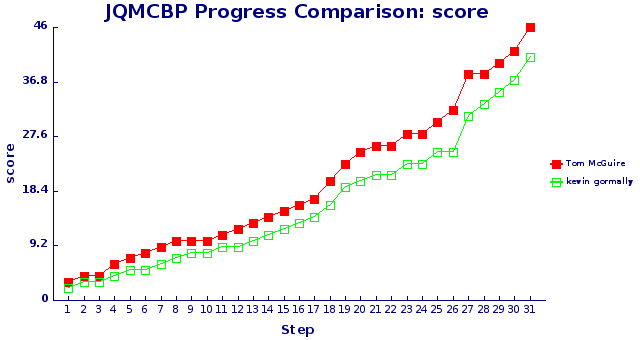 JQMCBP Progress Comparison: score
46
36.8
27.6
18.4
9.2
0
score
1 2 3 4 5 6 7 8 9 10 11 12 13 14 15 16 17 18 19 20 21 22 23 24 25 26 27 28 29 30 31
Step
Tom McGuire
kevin gormally